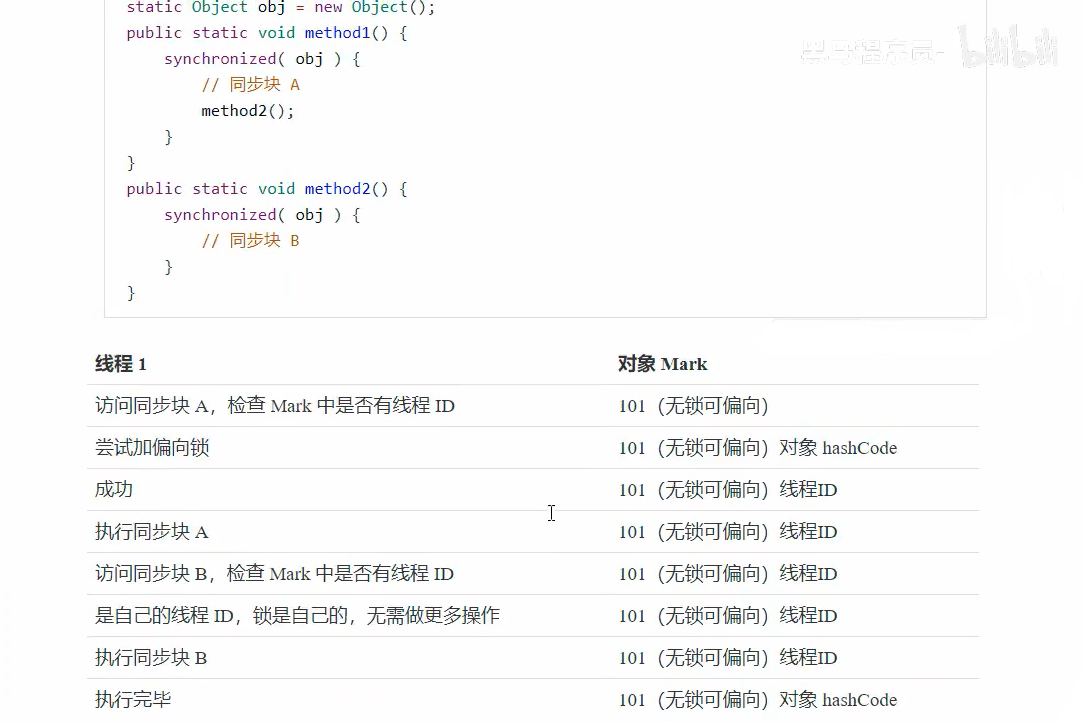 static Object obj = new Object();
public static void method1() {
synchronized( obj ) {
// 同步块 A
method2();
}
}
public static void method2() {
synchronized( obj ) {
// 同步块 B
}
}
黑马程序员- bilibili
线程 1 对象 Mark
访问同步块 A，检查 Mark 中是否有线程 ID 101（无锁可偏向）
尝试加偏向锁 101（无锁可偏向）对象 hashCode
成功 101（无锁可偏向）线程ID
执行同步块 A 101（无锁可偏向）线程ID
访问同步块 B，检查 Mark 中是否有线程 ID 101（无锁可偏向）线程ID
是自己的线程 ID，锁是自己的，无需做更多操作 101（无锁可偏向）线程ID
执行同步块 B 101（无锁可偏向）线程ID
执行完毕 101（无锁可偏向）对象 hashCode